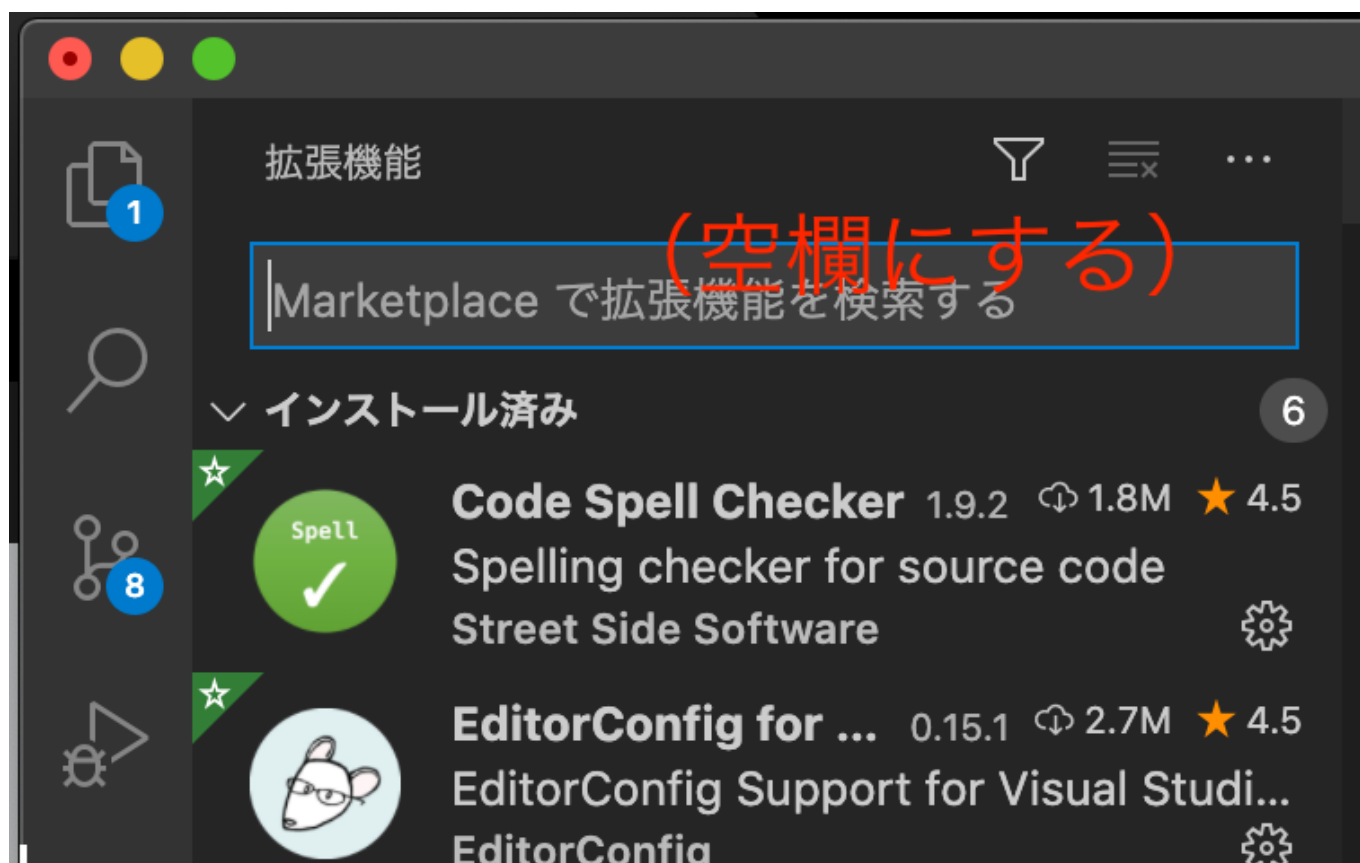 拡張機能
(空欄にする)
Marketplace で拡張機能を検索する
インストール済み 6
Code Spell Checker 1.9.2 1.8M 4.5
Spell
Spelling checker for source code
Street Side Software
EditorConfig for ... 0.15.1 2.7M 4.5
EditorConfig Support for Visual Studi...
EditorConfig
1
8